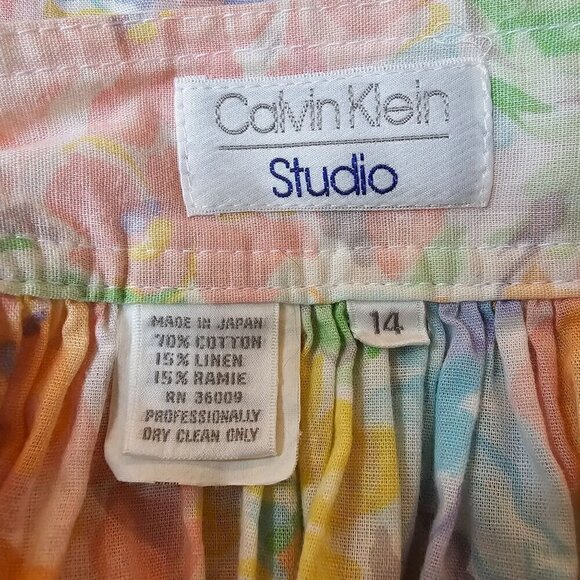 Calvin Klein
Studio
14
MADE IN JAPAN
70% COTTON
15% LINEN
15% RAMIE
RN 36009
PROFESSIONALLY
DRY CLEAN ONLY